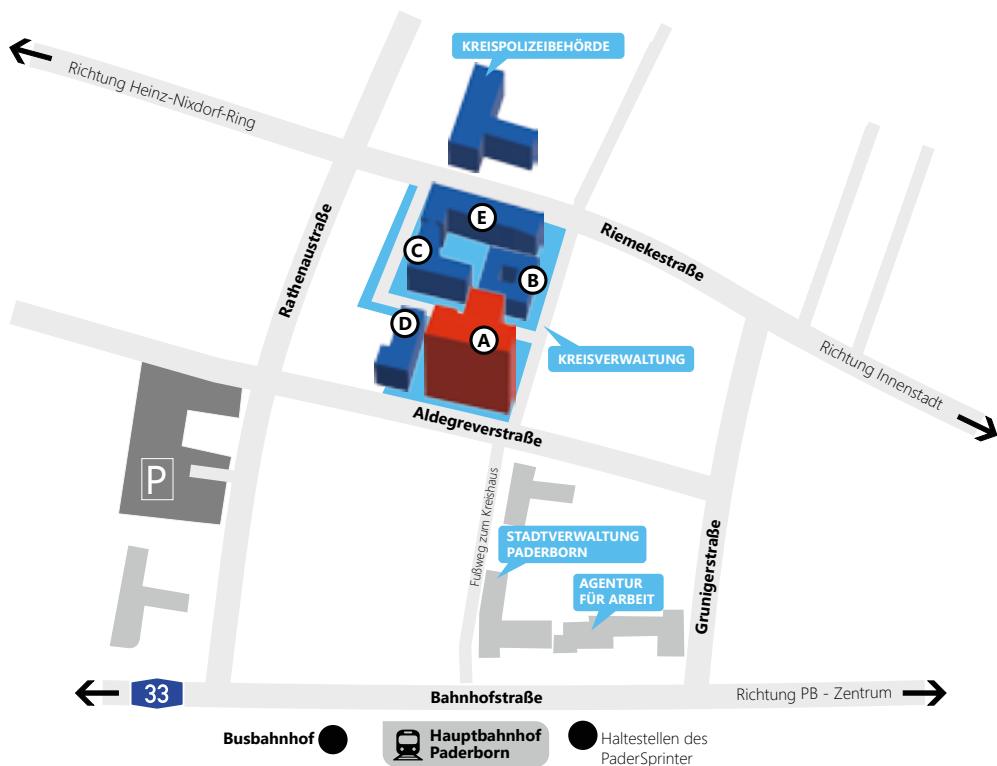 KREISPOLIZEIBEHÖRDE
Richtung Heinz-Nixdorf-Ring
E
C
B
Rathenaustraße
Riemekestraße
D
A
KREISVERWALTUNG
Richtung Innenstadt
Aldegreverstraße
P
Fußweg zum Kreishaus
STADTVERWALTUNG
PADERBORN
Grunigerstraße
AGENTUR
FÜR ARBEIT
33
Bahnhofstraße
Richtung PB - Zentrum
Busbahnhof
Hauptbahnhof
Paderborn
Haltestellen des
PaderSprinter